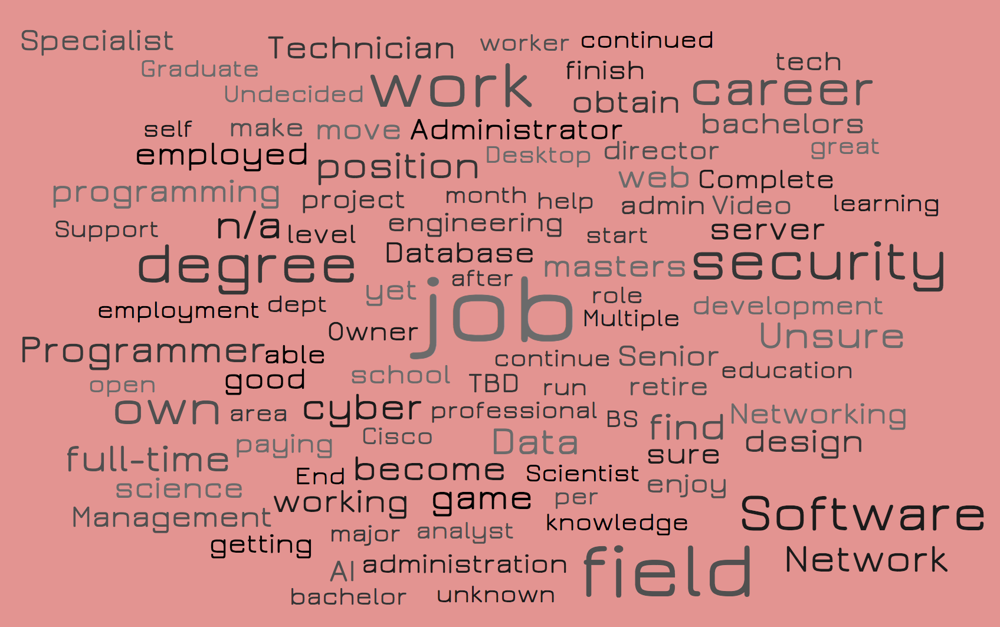 Specialist Technician worker continued
Graduate finish tech
Undecided work obtain career
self make move Administrator bachelors
employed position Desktop director great
programming project month help web Complete
admin Video learning
Support n/a level engineering start server
degree Database masters security
yet after role
employment dept job Multiple development
Owner Unsure
Programmer able continue Senior
open good school TBD run retire education
own area cyber professional BS find Networking
full-time paying Cisco Data sure design
End become Scientist enjoy
science working game per Software
Management major analyst knowledge
getting AI administration field Network
bachelor unknown